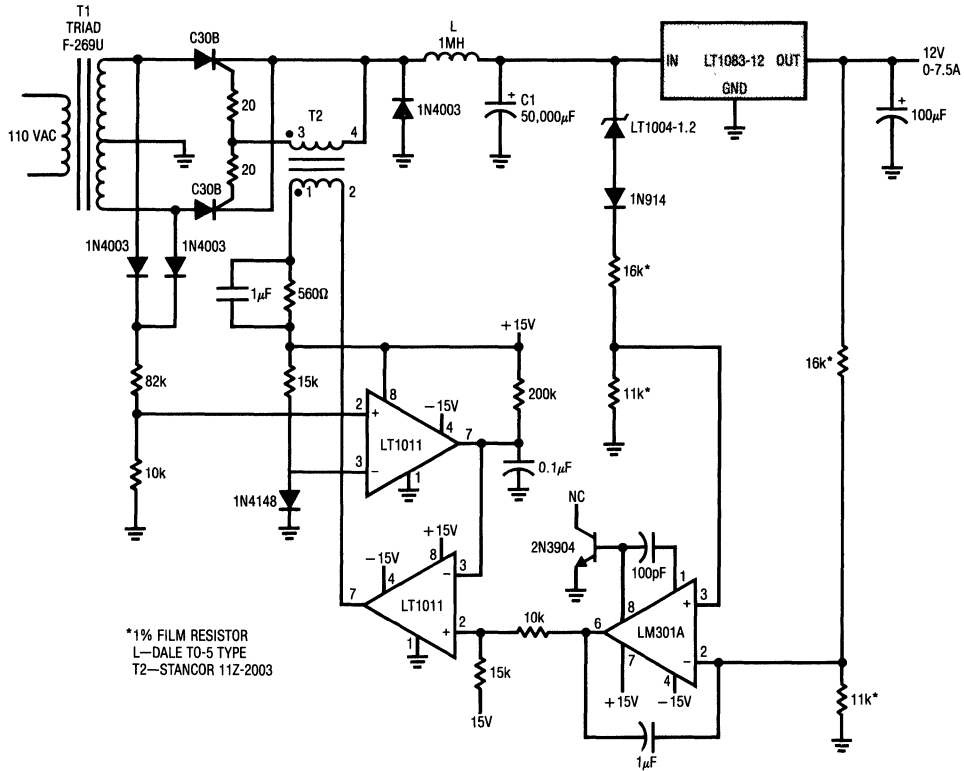 T1
TRIAD
F-269U
C30B
L
1MH
IN
LT1083-12
OUT
GND
12V
0-7.5A
110 VAC
20
T2
3
4
1N4003
+
C1
50,000μF
LT1004-1.2
+
100μF
20
C30B
1
2
1N914
1N4003
1N4003
1μF
560Ω
16k*
+15V
16k*
82k
15k
8
-15V
200k
11k*
2
+
4
7
LT1011
10k
3
-
1
0.1μF
1N4148
NC
+15V
2N3904
-15V
8
100pF
1
4
-
3
3
7
LT1011
8
+
10k
6
LM301A
1
+
2
2
7
-
4
*1% FILM RESISTOR
L—DALE TO-5 TYPE
T2—STANCOR 11Z-2003
15k
+15V
-15V
11k*
15V
1μF